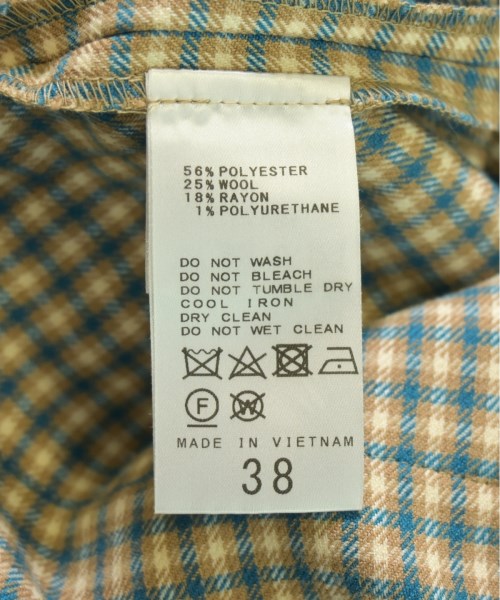 56% POLYESTER
25% WOOL
18% RAYON
1% POLYURETHANE
DO NOT WASH
DO NOT BLEACH
DO NOT TUMBLE DRY
COOL IRON
DRY CLEAN
DO NOT WET CLEAN
F W
MADE IN VIETNAM
38